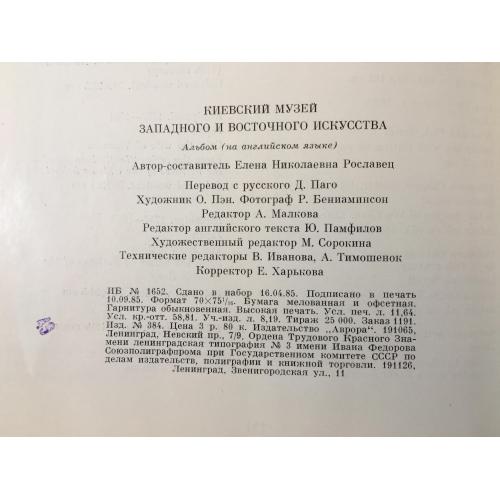 КИЕВСКИЙ МУЗЕЙ
ЗАПАДНОГО И ВОСТОЧНОГО ИСКУССТВА
Альбом (на английском языке)
Автор-составитель Елена Николаевна Рославец
Перевод с русского Д. Паго
Художник О. Пэн. Фотограф Р. Бениаминсон
Редактор А. Малкова
Редактор английского текста Ю. Памфилов
Художественный редактор М. Сорокина
Технические редакторы В. Иванова, А. Тимошенок
Корректор Е. Харькова
ИБ № 1652. Сдано в набор 16.04.85. Подписано в печать
10.09.85. Формат 70×75¹/₁₆. Бумага мелованная и офсетная.
Гарнитура обыкновенная. Высокая печать. Усл. печ. л. 11,64.
Усл. кр.-отт. 58,81. Уч.-изд. л. 8,19. Тираж 25 000. Заказ 1191.
Изд. № 384. Цена 3 р. 80 к. Издательство „Аврора". 191065,
Ленинград, Невский пр., 7/9. Ордена Трудового Красного Зна-
мени ленинградская типография № 3 имени Ивана Федорова
Союзполиграфпрома при Государственном комитете СССР по
делам издательств, полиграфии и книжной торговли. 191126,
Ленинград, Звенигородская ул., 11